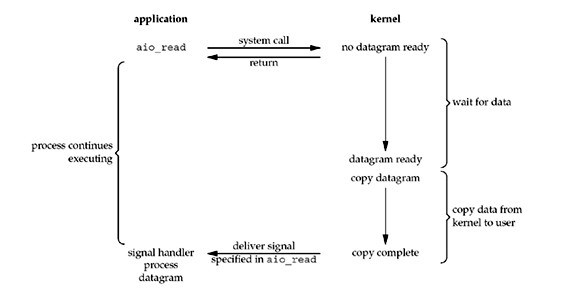 application
kernel
aio_read
system call
no datagram ready
return
wait for data
process continues
executing
datagram ready
copy datagram
copy data from
kernel to user
signal handler
process
datagram
deliver signal
specified in aio_read
copy complete